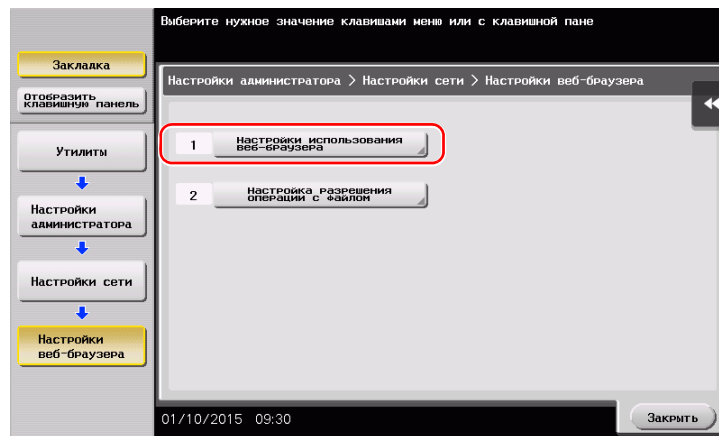 Выберите нужное значение клавишами меню или с клавишной пане
Закладка
Отобразить
клавишную панель
Утилиты
Настройки
администратора
Настройки сети
Настройки
веб-браузера
Настройки администратора > Настройки сети > Настройки веб-браузера
1 Настройки использования
веб-браузера
2 Настройка разрешения
операции с файлом
01/10/2015 09:30
Закрыть